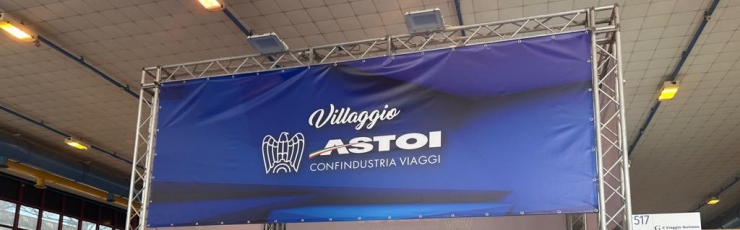 Villaggio
ASTOI
CONFINDUSTRIA VIAGGI
517